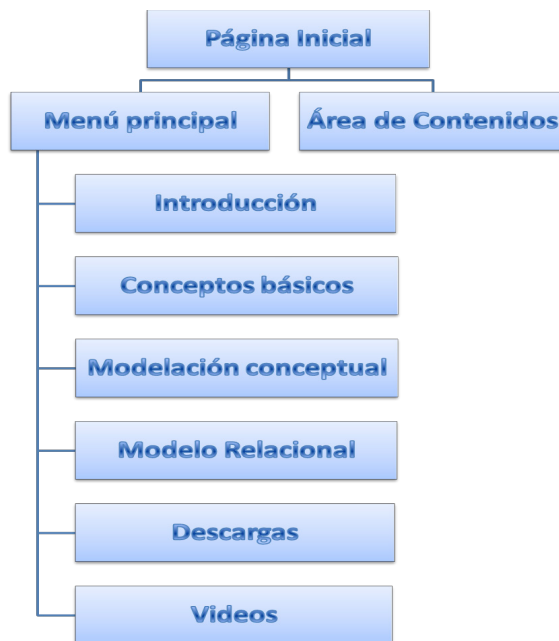 Página Inicial
Menú principal
Área de Contenidos
Introducción
Conceptos básicos
Modelación conceptual
Modelo Relacional
Descargas
Videos